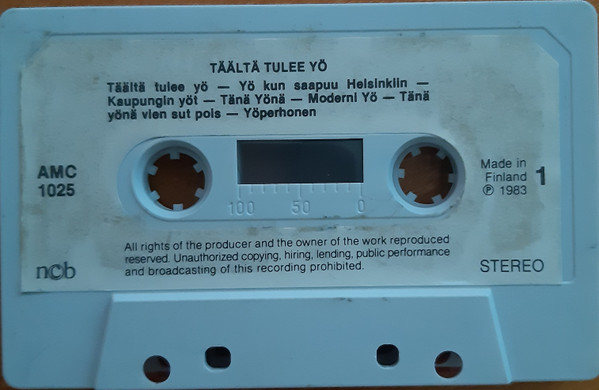 TÄÄLTÄ TULEE YÖ
Täältä tulee yö — Yö kun saapuu Helsinkiin —
Kaupungin yöt — Tänä Yönä — Moderni Yö — Tänä
yönä vien sut pois — Yöperhonen
AMC
1025
Made in
Finland
℗ 1983
1
100 50 0
All rights of the producer and the owner of the work reproduced
reserved. Unauthorized copying, hiring, lending, public performance
and broadcasting of this recording prohibited.
ncb
STEREO